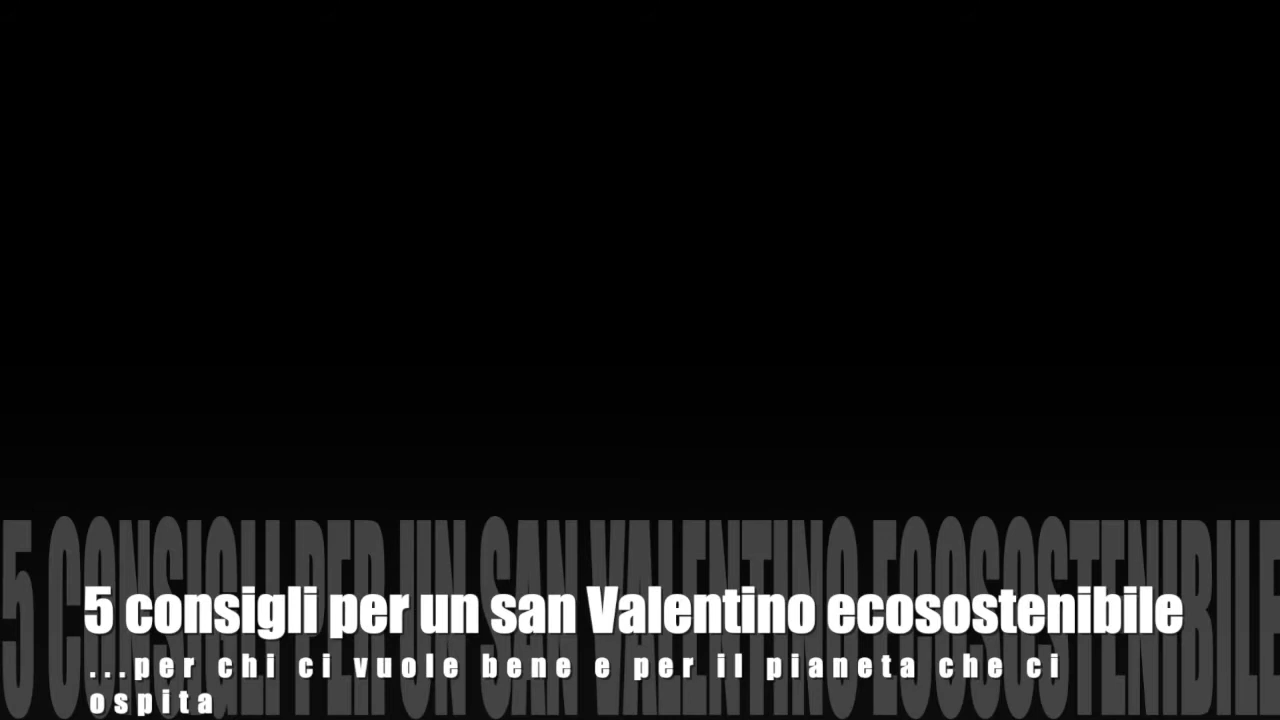 5 CONSIGLI PER UN SAN VALENTINO ECOSOSTENIBILE
5 consigli per un san Valentino ecosostenibile
...per chi ci vuole bene e per il pianeta che ci
ospita